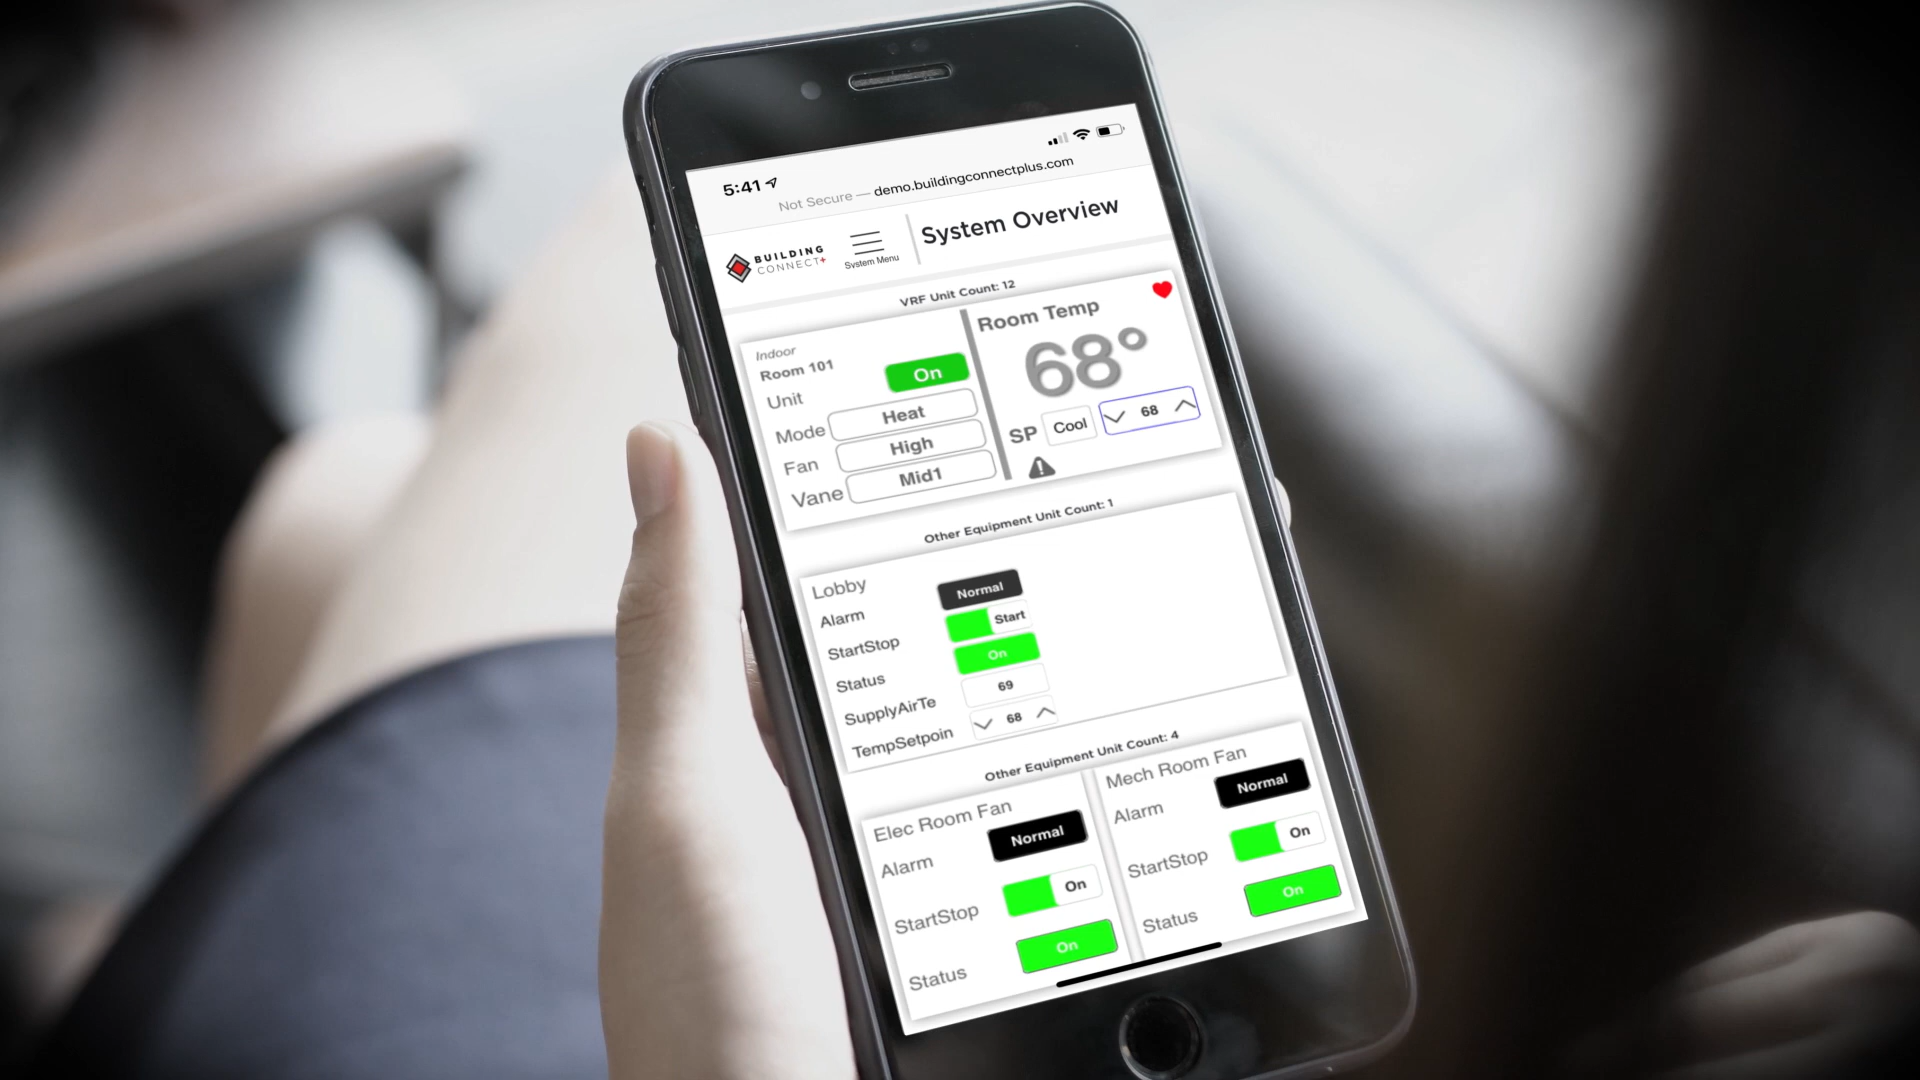 5:41
Not Secure — demo.buildingconnectplus.com
BUILDING
CONNECT+
System Menu
System Overview
VRF Unit Count: 12
Indoor
Room 101
Unit On
Mode Heat
Fan High
Vane Mid1
Room Temp
68°
SP Cool 68
Other Equipment Unit Count: 1
Lobby
Alarm Normal
StartStop Start
Status On
SupplyAirTe 69
TempSetpoin 68
Other Equipment Unit Count: 4
Elec Room Fan
Alarm Normal
StartStop On
Status On
Mech Room Fan
Alarm Normal
StartStop On
Status On